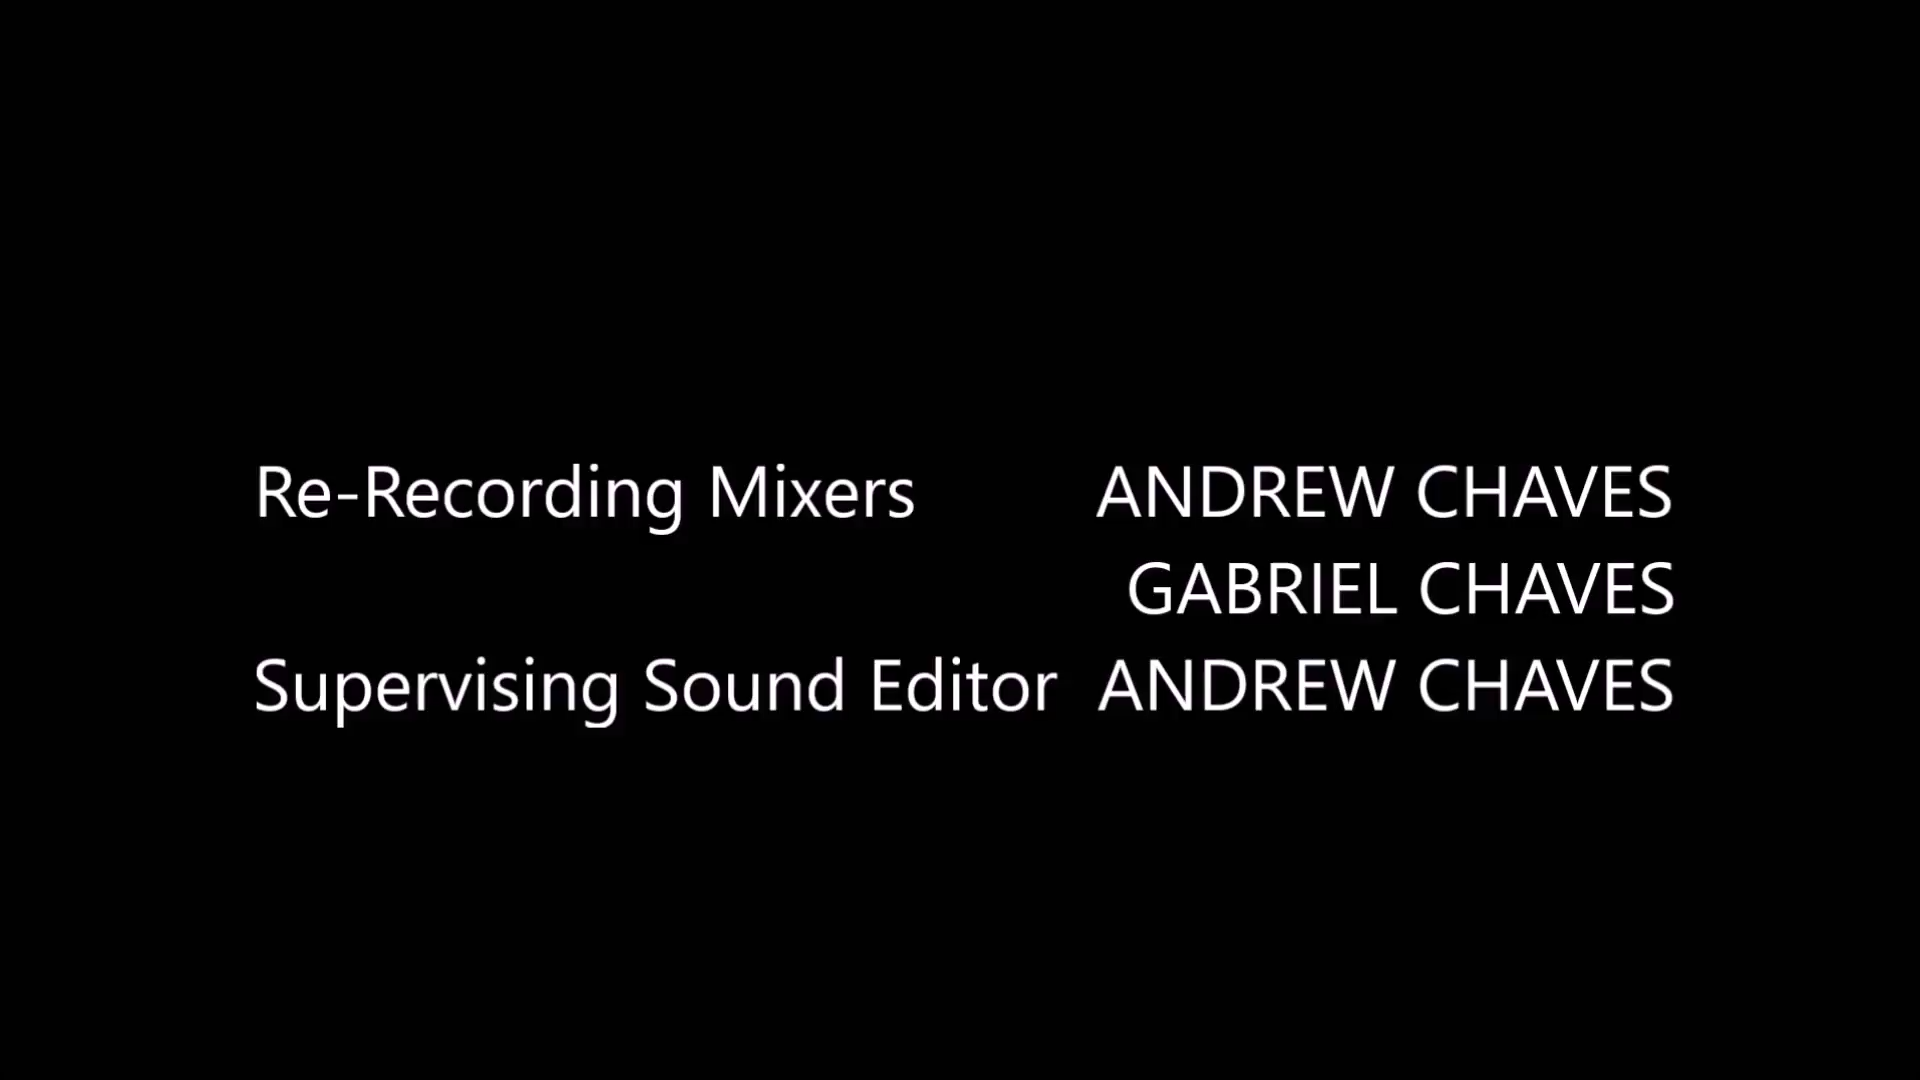 Re-Recording Mixers ANDREW CHAVES
GABRIEL CHAVES
Supervising Sound Editor ANDREW CHAVES